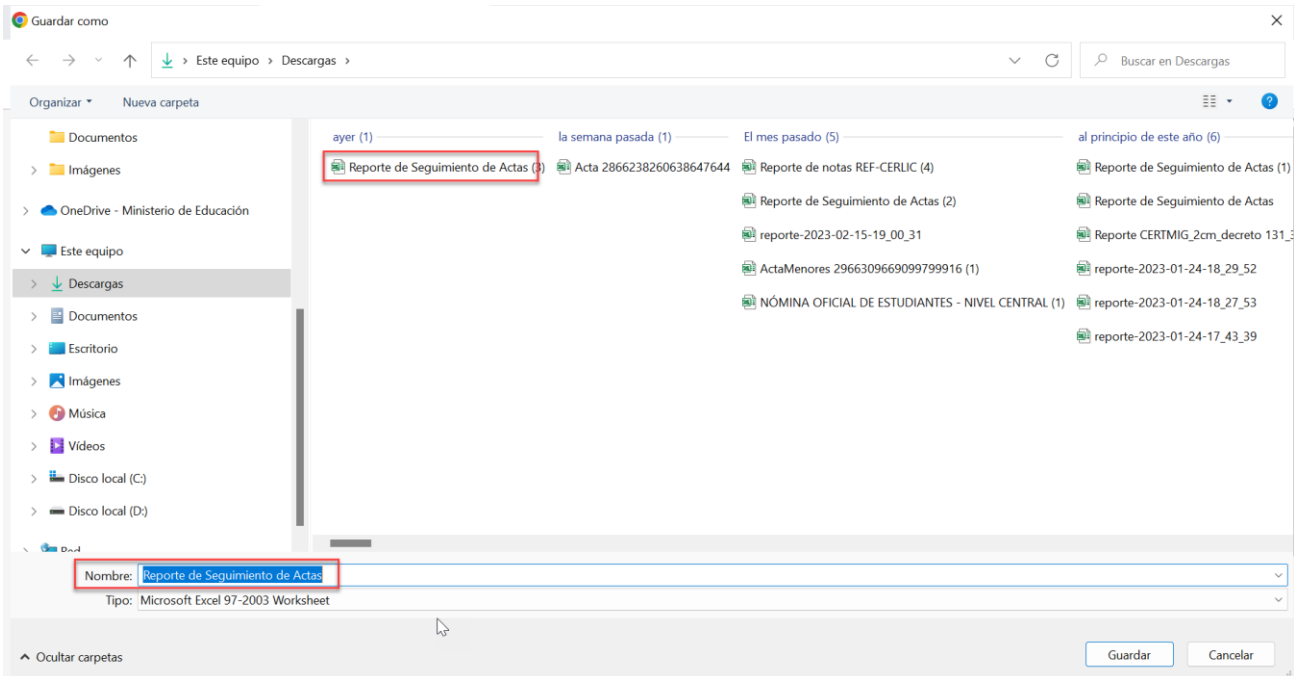 Guardar como
Este equipo > Descargas >
Buscar en Descargas
Organizar
Nueva carpeta
Documentos
Imágenes
OneDrive - Ministerio de Educación
Este equipo
Descargas
Documentos
Escritorio
Imágenes
Música
Vídeos
Disco local (C:)
Disco local (D:)
Red
ayer (1)
Reporte de Seguimiento de Actas (3)
la semana pasada (1)
Acta 2866238260638647644
El mes pasado (5)
Reporte de notas REF-CERLIC (4)
Reporte de Seguimiento de Actas (2)
reporte-2023-02-15-19_00_31
ActaMenores 2966309669099799916 (1)
NÓMINA OFICIAL DE ESTUDIANTES - NIVEL CENTRAL (1)
al principio de este año (6)
Reporte de Seguimiento de Actas (1)
Reporte de Seguimiento de Actas
Reporte CERTMIG_2cm_decreto 131_3
reporte-2023-01-24-18_29_52
reporte-2023-01-24-18_27_53
reporte-2023-01-24-17_43_39
Nombre: Reporte de Seguimiento de Actas
Tipo: Microsoft Excel 97-2003 Worksheet
Ocultar carpetas
Guardar
Cancelar